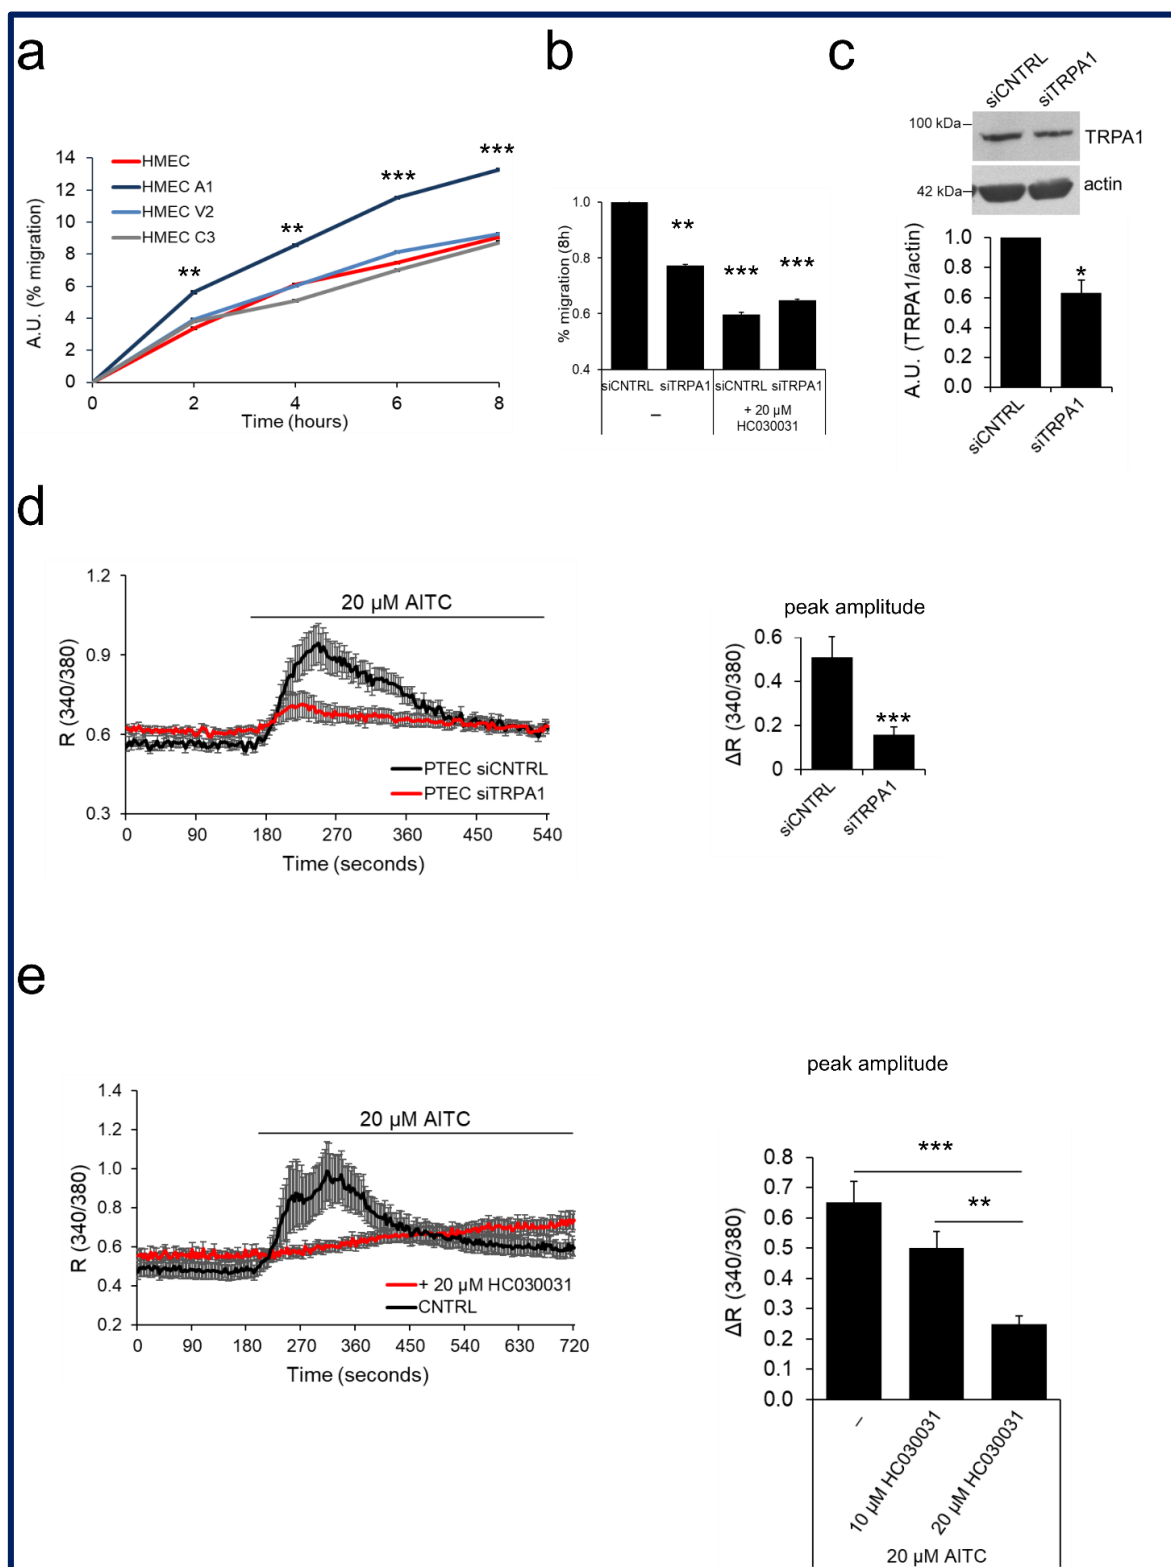 a
HMEC
HMEC A1
HMEC V2
HMEC C3
**
**
***
***
A.U. (% migration)
14
12
10
8
6
4
2
0
0
2
4
6
8
Time (hours)
b
% migration (8h)
1.0
0.8
0.6
0.4
**
***
***
siCNTRL
siTRPA1
siCNTRL
siTRPA1
–
+ 20 µM
HC030031
c
siCNTRL
siTRPA1
100 kDa
TRPA1
42 kDa
actin
A.U. (TRPA1/actin)
1.0
0.8
0.6
0.4
0.2
0.0
*
siCNTRL
siTRPA1
d
20 µM AITC
R (340/380)
1.2
0.9
0.6
0.3
PTEC siCNTRL
PTEC siTRPA1
0
90
180
270
360
450
540
Time (seconds)
peak amplitude
ΔR (340/380)
0.6
0.4
0.2
0
***
siCNTRL
siTRPA1
e
20 µM AITC
R (340/380)
1.4
1.2
1.0
0.8
0.6
0.4
0.2
+ 20 µM HC030031
CNTRL
0
90
180
270
360
450
540
630
720
Time (seconds)
peak amplitude
ΔR (340/380)
0.8
0.7
0.6
0.5
0.4
0.3
0.2
0.1
0.0
***
**
–
10 µM HC030031
20 µM HC030031
20 µM AITC